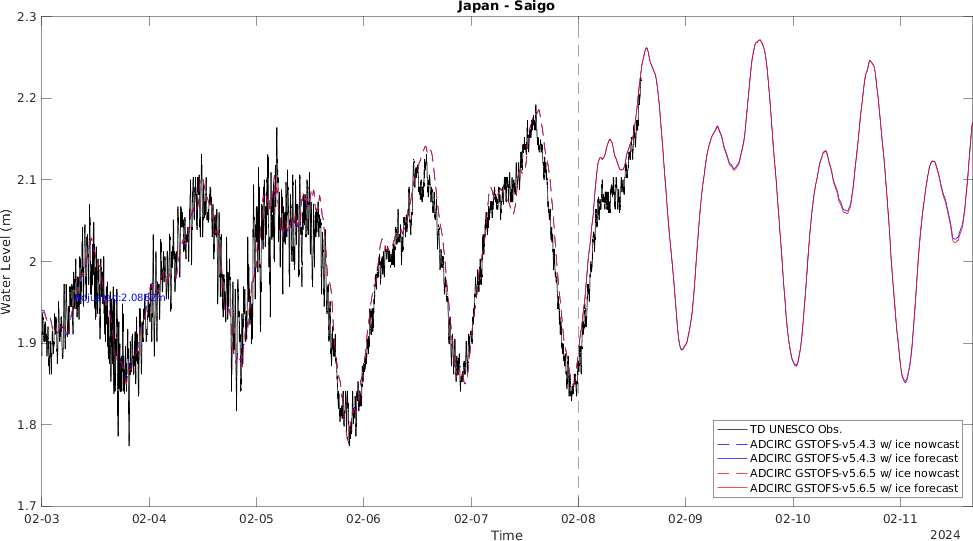 Japan - Saigo
Water Level (m)
2.3
2.2
2.1
2
1.9
1.8
1.7
02-03
02-04
02-05
02-06
02-07
02-08
02-09
02-10
02-11
Time
2024
TD UNESCO Obs.
ADCIRC GSTOFS-v5.4.3 w/ ice nowcast
ADCIRC GSTOFS-v5.4.3 w/ ice forecast
ADCIRC GSTOFS-v5.6.5 w/ ice nowcast
ADCIRC GSTOFS-v5.6.5 w/ ice forecast